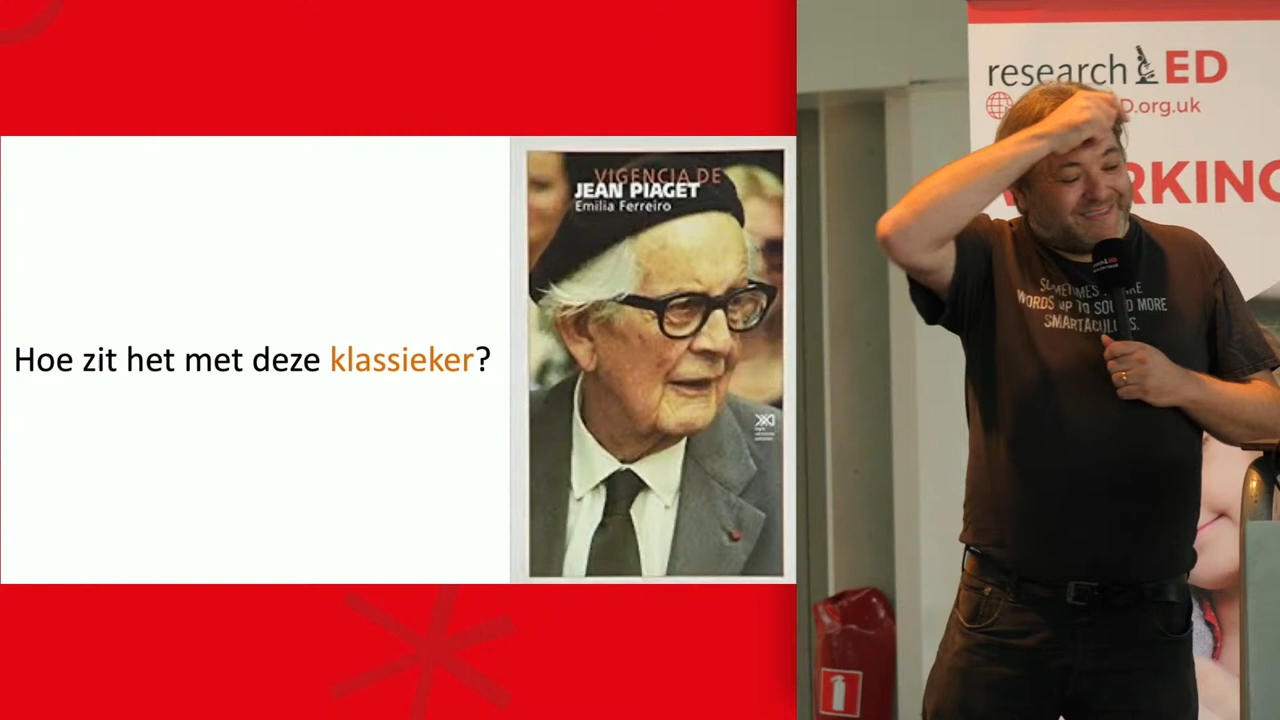 Hoe zit het met deze klassieker?
VIGENCIA DE
JEAN PIAGET
Emilia Ferreiro
research ED
D.org.uk
RKING
WORDS UP TO SOUND MORE